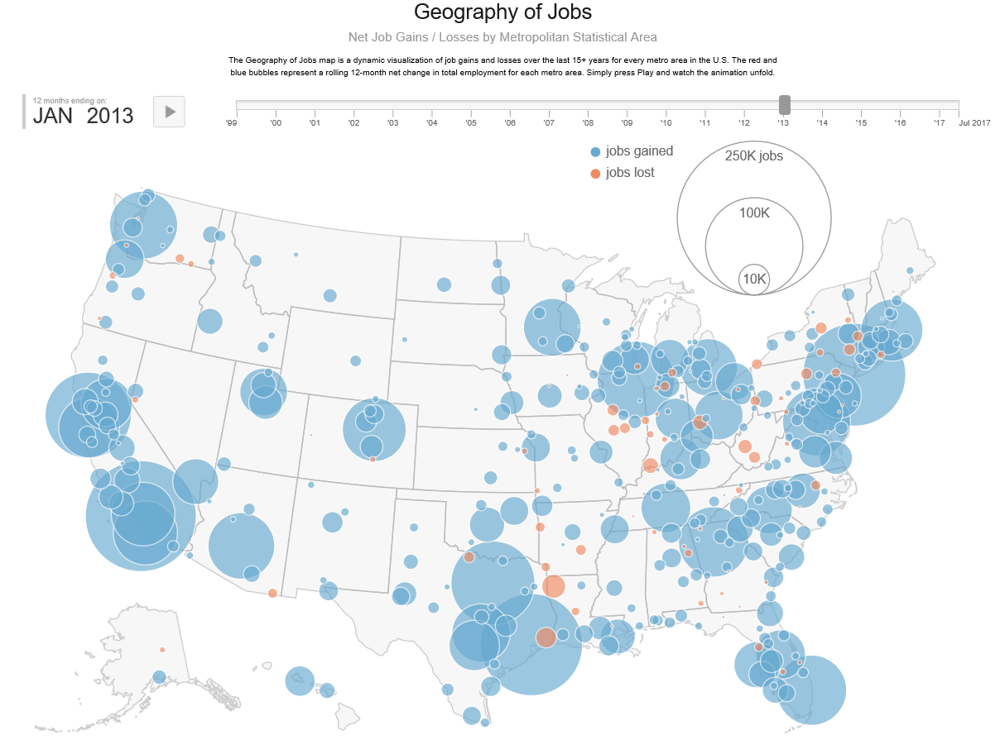 Geography of Jobs
Net Job Gains / Losses by Metropolitan Statistical Area
The Geography of Jobs map is a dynamic visualization of job gains and losses over the last 15+ years for every metro area in the U.S. The red and
blue bubbles represent a rolling 12-month net change in total employment for each metro area. Simply press Play and watch the animation unfold.
12 months ending on:
JAN 2013
'99 '00 '01 '02 '03 '04 '05 '06 '07 '08 '09 '10 '11 '12 '13 '14 '15 '16 '17 Jul 2017
jobs gained
jobs lost
250K jobs
100K
10K